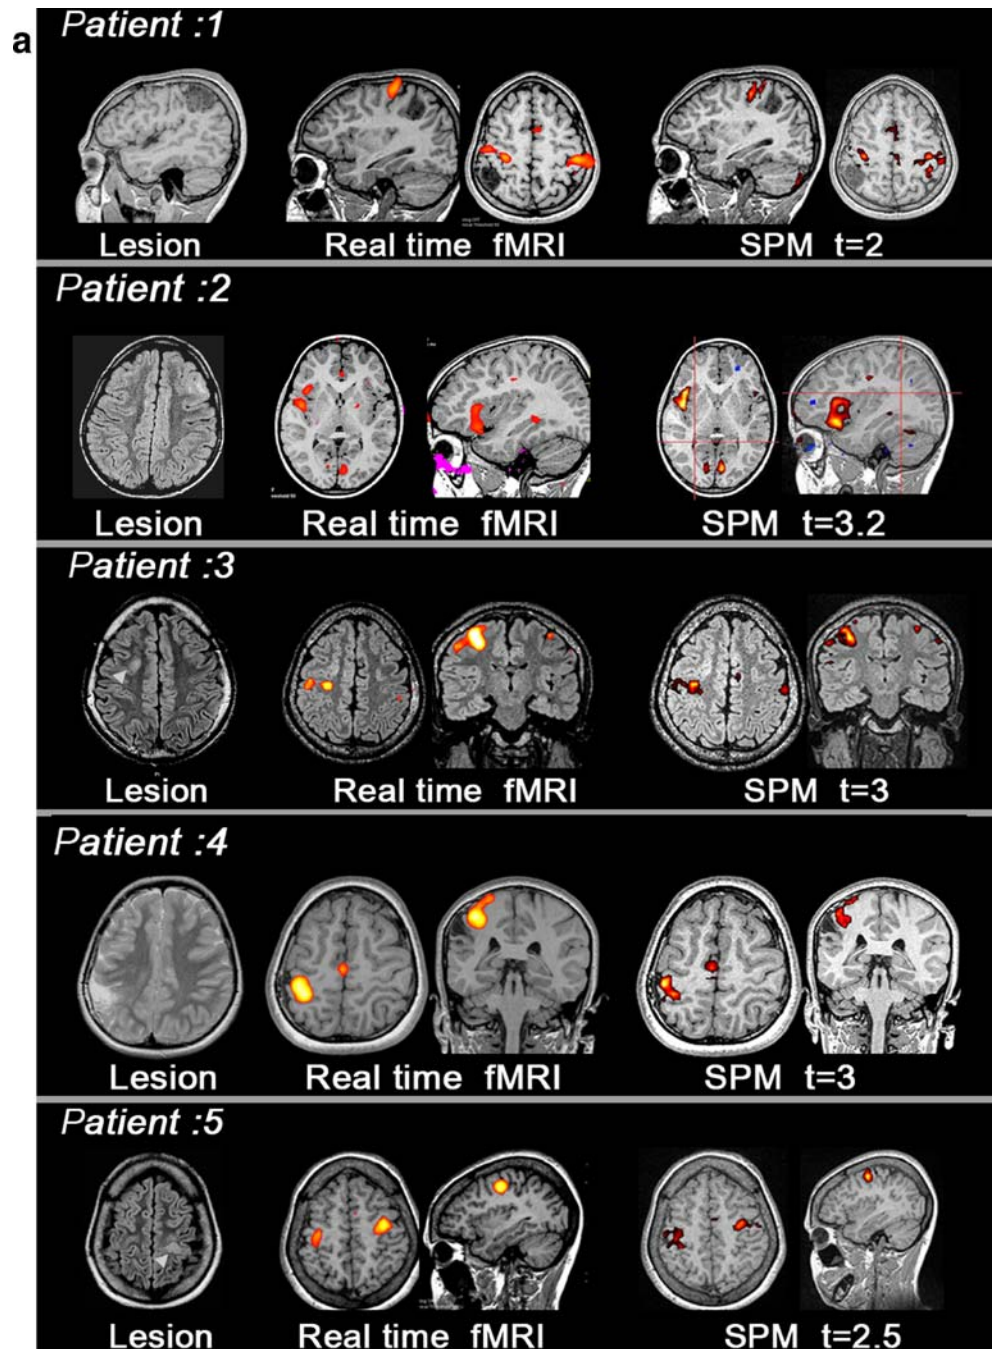 a
Patient :1
Lesion
Real time fMRI
SPM t=2
Patient :2
Lesion
Real time fMRI
SPM t=3.2
Patient :3
Lesion
Real time fMRI
SPM t=3
Patient :4
Lesion
Real time fMRI
SPM t=3
Patient :5
Lesion
Real time fMRI
SPM t=2.5